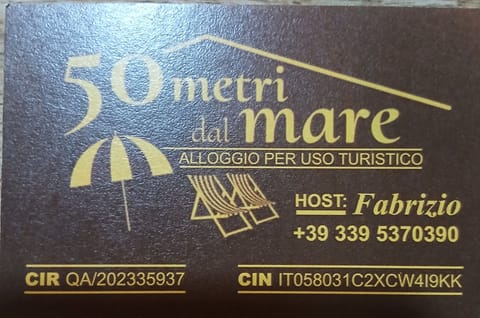 50 metri
dal mare
ALLOGGIO PER USO TURISTICO
HOST: Fabrizio
+39 339 5370390
CIR QA/202335937 CIN IT058031C2XCW4I9KK